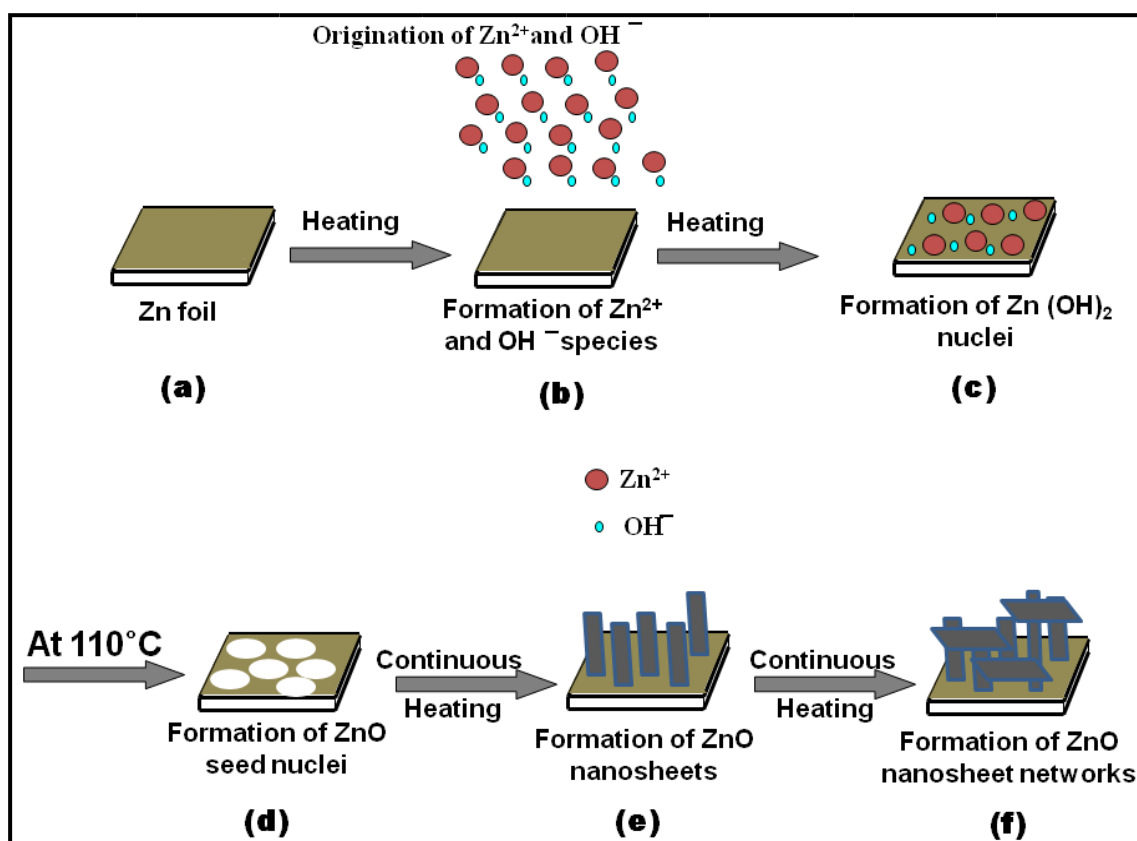 Origination of Zn²⁺and OH⁻
Heating
Heating
Zn foil
Formation of Zn²⁺
and OH ⁻species
Formation of Zn (OH)₂
nuclei
(a)
(b)
(c)
Zn²⁺
OH⁻
At 110°C
Continuous
Heating
Continuous
Heating
Formation of ZnO
seed nuclei
Formation of ZnO
nanosheets
Formation of ZnO
nanosheet networks
(d)
(e)
(f)